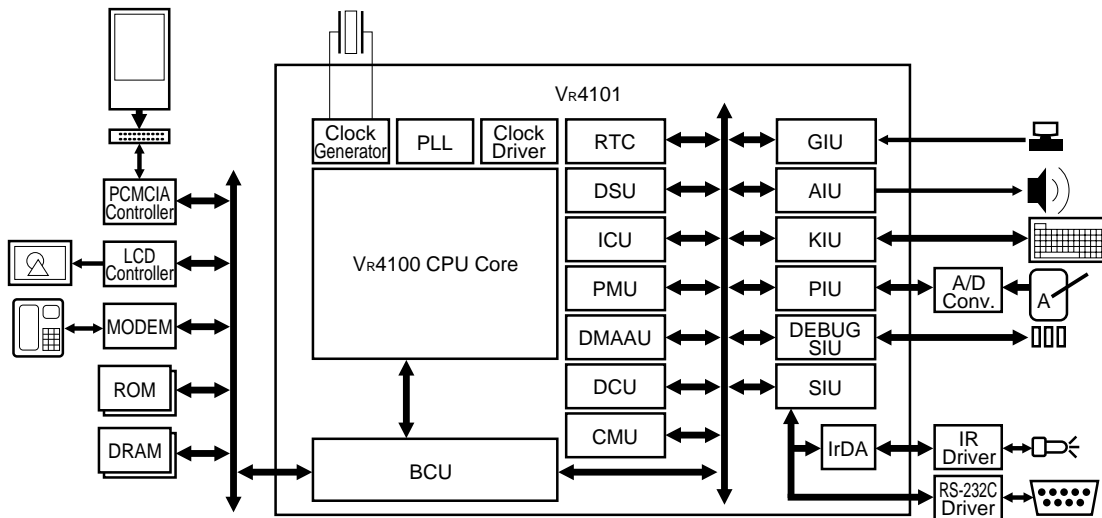 VR4101
Clock
Generator
PLL
Clock
Driver
RTC
GIU
PCMCIA
Controller
DSU
AIU
LCD
Controller
VR4100 CPU Core
ICU
KIU
PMU
PIU
A/D
Conv.
A
MODEM
DMAAU
DEBUG
SIU
ROM
DCU
SIU
DRAM
BCU
CMU
IrDA
IR
Driver
RS-232C
Driver